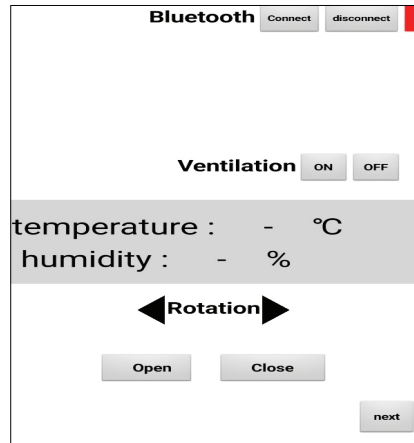 Bluetooth Connect disconnect
Ventilation ON OFF
temperature : - ℃
humidity : - %
Rotation
Open Close
next